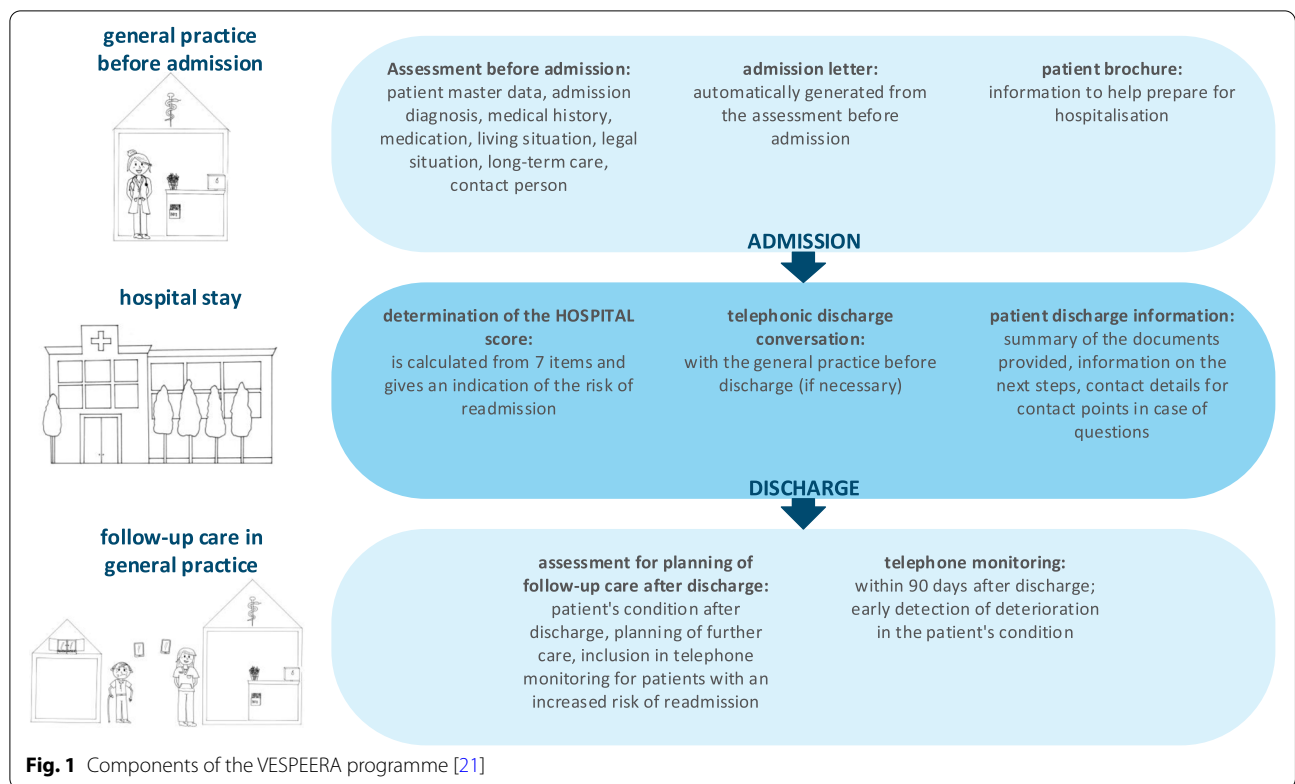 general practice
before admission
Assessment before admission:
patient master data, admission
diagnosis, medical history,
medication, living situation, legal
situation, long-term care,
contact person
admission letter:
automatically generated from
the assessment before
admission
patient brochure:
information to help prepare for
hospitalisation
ADMISSION
hospital stay
determination of the HOSPITAL
score:
is calculated from 7 items and
gives an indication of the risk of
readmission
telephonic discharge
conversation:
with the general practice before
discharge (if necessary)
patient discharge information:
summary of the documents
provided, information on the
next steps, contact details for
contact points in case of
questions
DISCHARGE
follow-up care in
general practice
assessment for planning of
follow-up care after discharge:
patient's condition after
discharge, planning of further
care, inclusion in telephone
monitoring for patients with an
increased risk of readmission
telephone monitoring:
within 90 days after discharge;
early detection of deterioration
in the patient's condition
Fig. 1 Components of the VESPEERA programme [21]